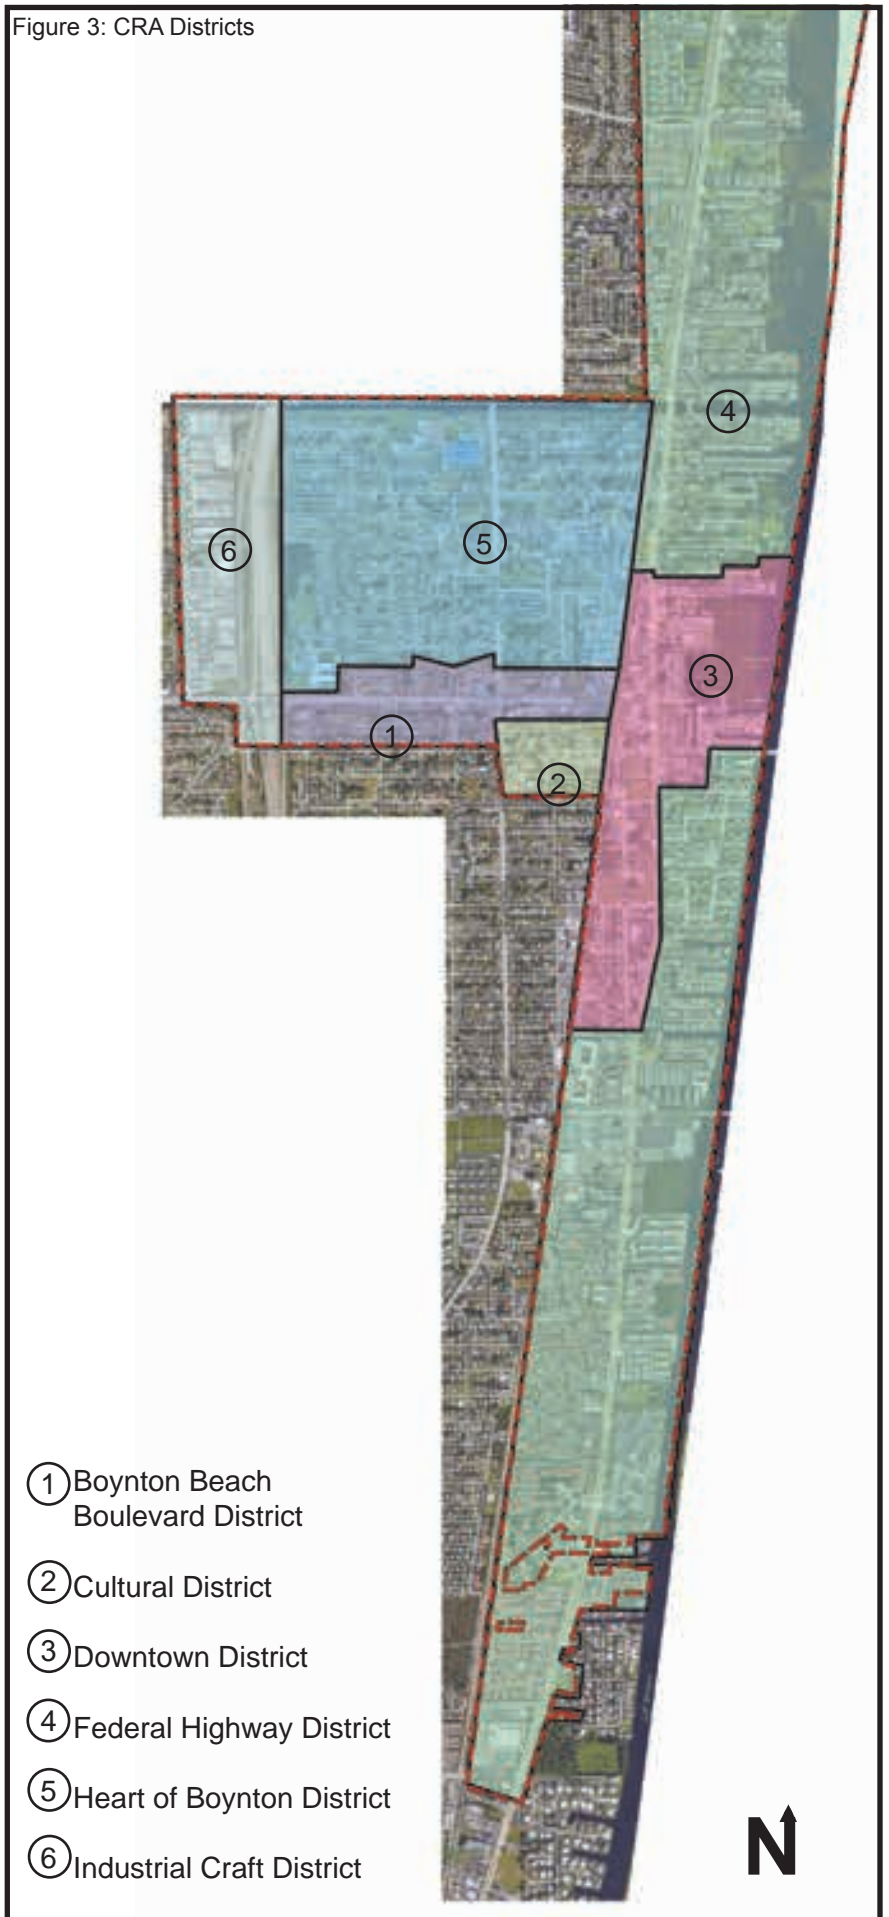 Figure 3: CRA Districts
4
6
5
3
1
2
1 Boynton Beach
Boulevard District
2 Cultural District
3 Downtown District
4 Federal Highway District
5 Heart of Boynton District
6 Industrial Craft District
N